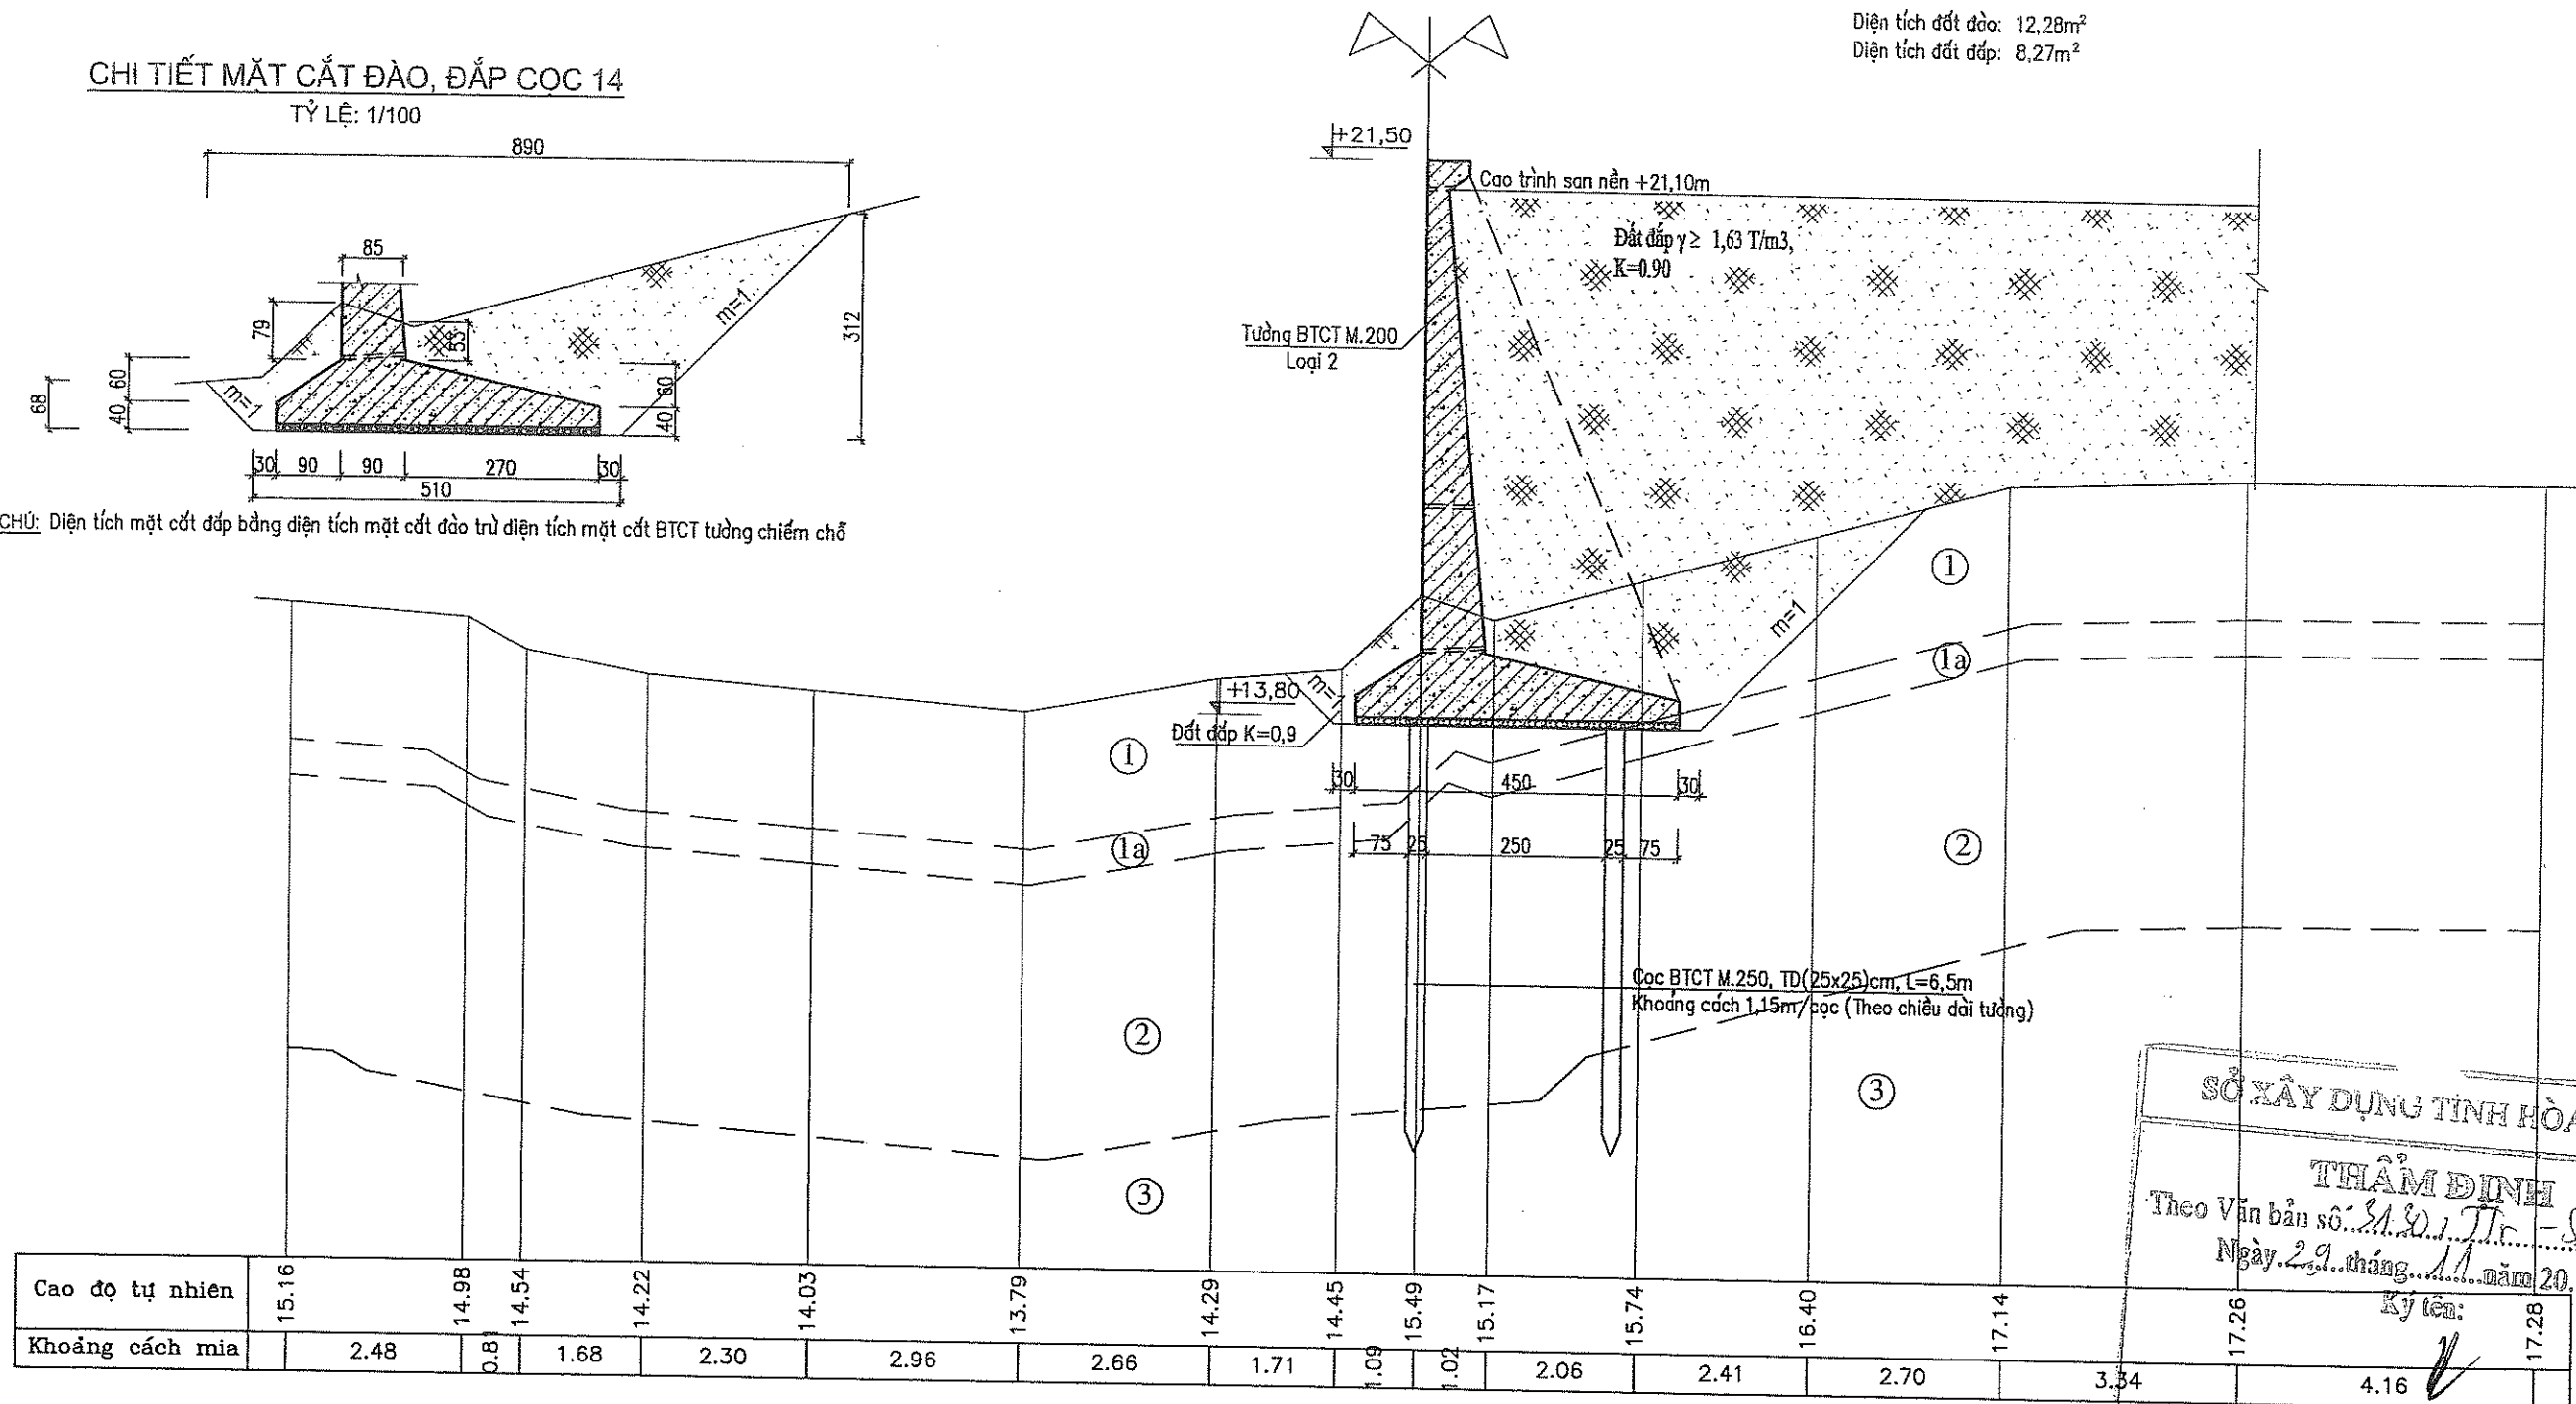 Diện tích đất đào: 12,28m²
Diện tích đất đắp: 8,27m²
CHI TIẾT MẶT CẮT ĐÀO, ĐẮP CỌC 14
TỶ LỆ: 1/100
890
85
79
53
m=1
312
60
68
40
m=1
60
40
30
90
90
270
30
510
CHÚ: Diện tích mặt cắt đắp bằng diện tích mặt cắt đào trừ diện tích mặt cắt BTCT tường chiếm chỗ
+21,50
Cao trình san nền +21,10m
Đất đắp γ ≥ 1,63 T/m3,
K=0.90
Tường BTCT M.200
Loại 2
m=1
+13,80
Đất đắp K=0,9
1
1a
2
3
1
1a
2
3
30
450
30
75
25
250
25
75
Cọc BTCT M.250, TD(25x25)cm, L=6,5m
Khoảng cách 1,15m/cọc (Theo chiều dài tường)
SỞ XÂY DỰNG TỈNH HÒA
THẨM ĐỊNH
Theo Văn bản số:
Ngày 29 tháng 11 năm 20
Ký tên:
Cao độ tự nhiên 15.16 14.98 14.54 14.22 14.03 13.79 14.29 14.45 15.49 15.17 15.74 16.40 17.14 17.26 17.28
Khoảng cách mia 2.48 0.81 1.68 2.30 2.96 2.66 1.71 1.09 1.02 2.06 2.41 2.70 3.34 4.16